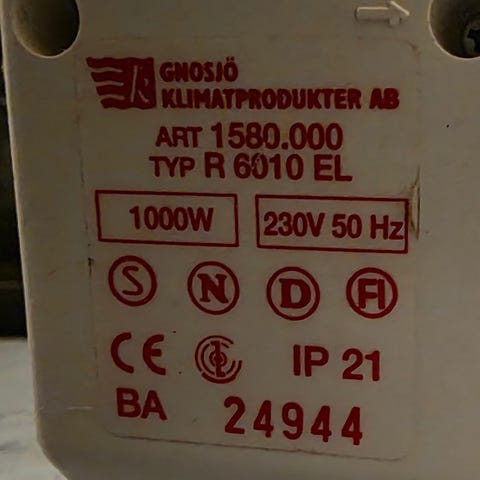 GNOSJÖ
KLIMATPRODUKTER AB
ART 1580.000
TYP R 6010 EL
1000W 230V 50 Hz
S N D FI
CE IP 21
BA 24944